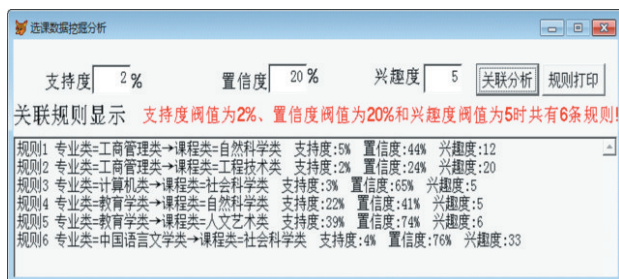 选课数据挖掘分析
支持度 2 % 置信度 20 % 兴趣度 5 关联分析 规则打印
关联规则显示 支持度阀值为2%、置信度阀值为20%和兴趣度阀值为5时共有6条规则!
规则1 专业类=工商管理类→课程类=自然科学类 支持度:5% 置信度:44% 兴趣度:12
规则2 专业类=工商管理类→课程类=工程技术类 支持度:2% 置信度:24% 兴趣度:20
规则3 专业类=计算机类→课程类=社会科学类 支持度:3% 置信度:65% 兴趣度:5
规则4 专业类=教育学类→课程类=自然科学类 支持度:22% 置信度:41% 兴趣度:5
规则5 专业类=教育学类→课程类=人文艺术类 支持度:39% 置信度:74% 兴趣度:6
规则6 专业类=中国语言文学类→课程类=社会科学类 支持度:4% 置信度:76% 兴趣度:33